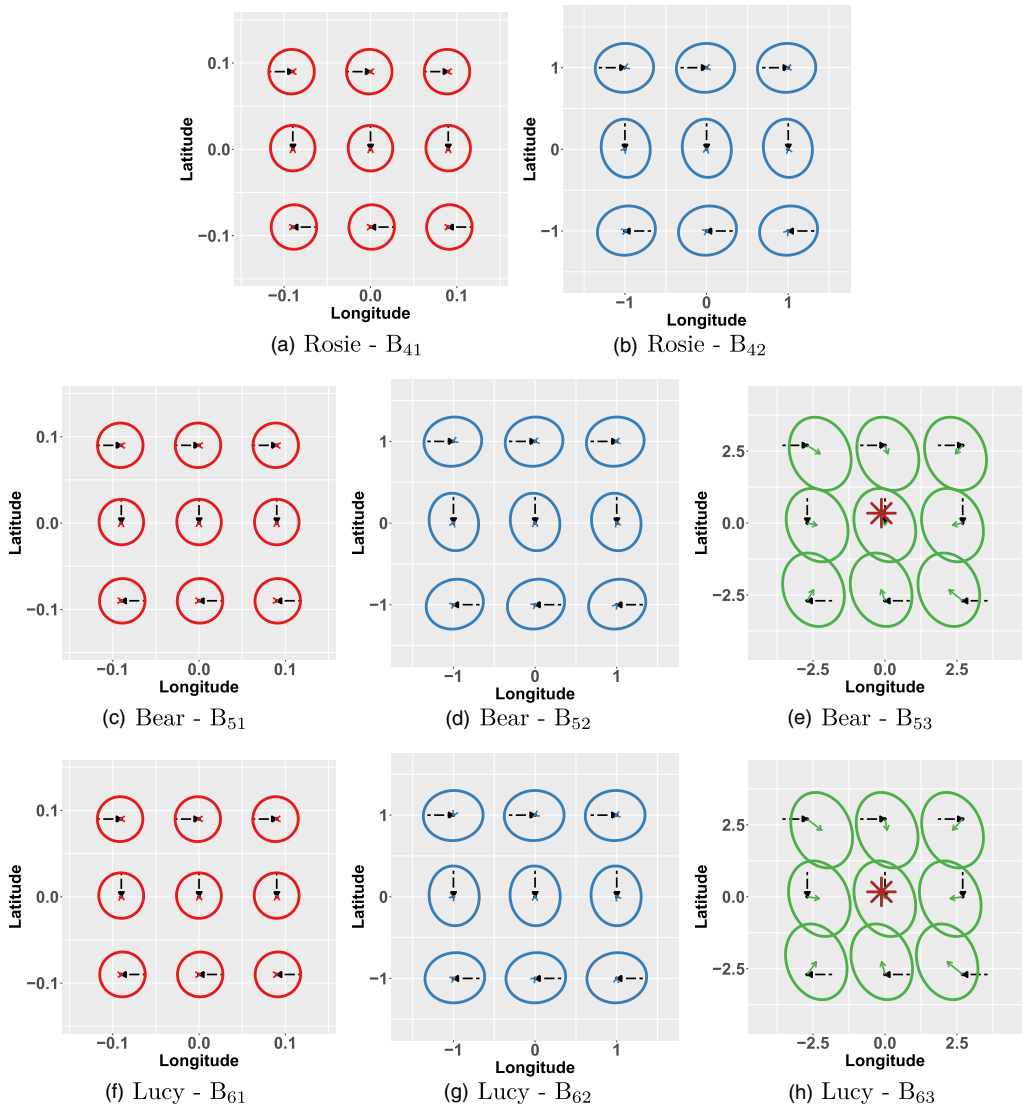 Latitude
0.1
0.0
−0.1
−0.1 0.0 0.1
Longitude
(a) Rosie - B41
Latitude
1
0
−1
−1 0 1
Longitude
(b) Rosie - B42
Latitude
0.1
0.0
−0.1
−0.1 0.0 0.1
Longitude
(c) Bear - B51
Latitude
1
0
−1
−1 0 1
Longitude
(d) Bear - B52
Latitude
2.5
0.0
−2.5
−2.5 0.0 2.5
Longitude
(e) Bear - B53
Latitude
0.1
0.0
−0.1
−0.1 0.0 0.1
Longitude
(f) Lucy - B61
Latitude
1
0
−1
−1 0 1
Longitude
(g) Lucy - B62
Latitude
2.5
0.0
−2.5
−2.5 0.0 2.5
Longitude
(h) Lucy - B63